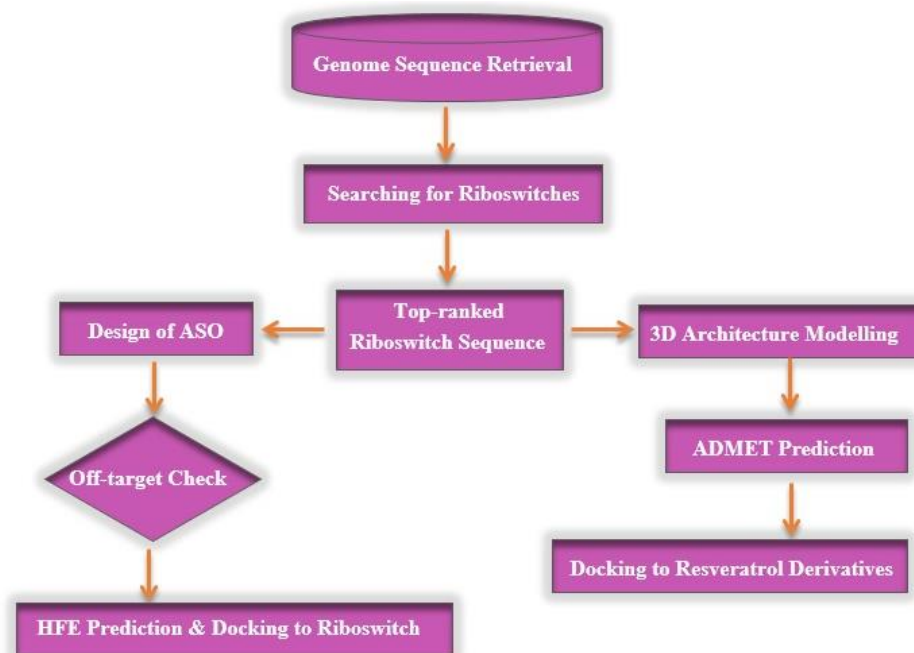 Genome Sequence Retrieval
Searching for Riboswitches
Top-ranked
Riboswitch Sequence
Design of ASO
3D Architecture Modelling
Off-target Check
ADMET Prediction
Docking to Resveratrol Derivatives
HFE Prediction & Docking to Riboswitch